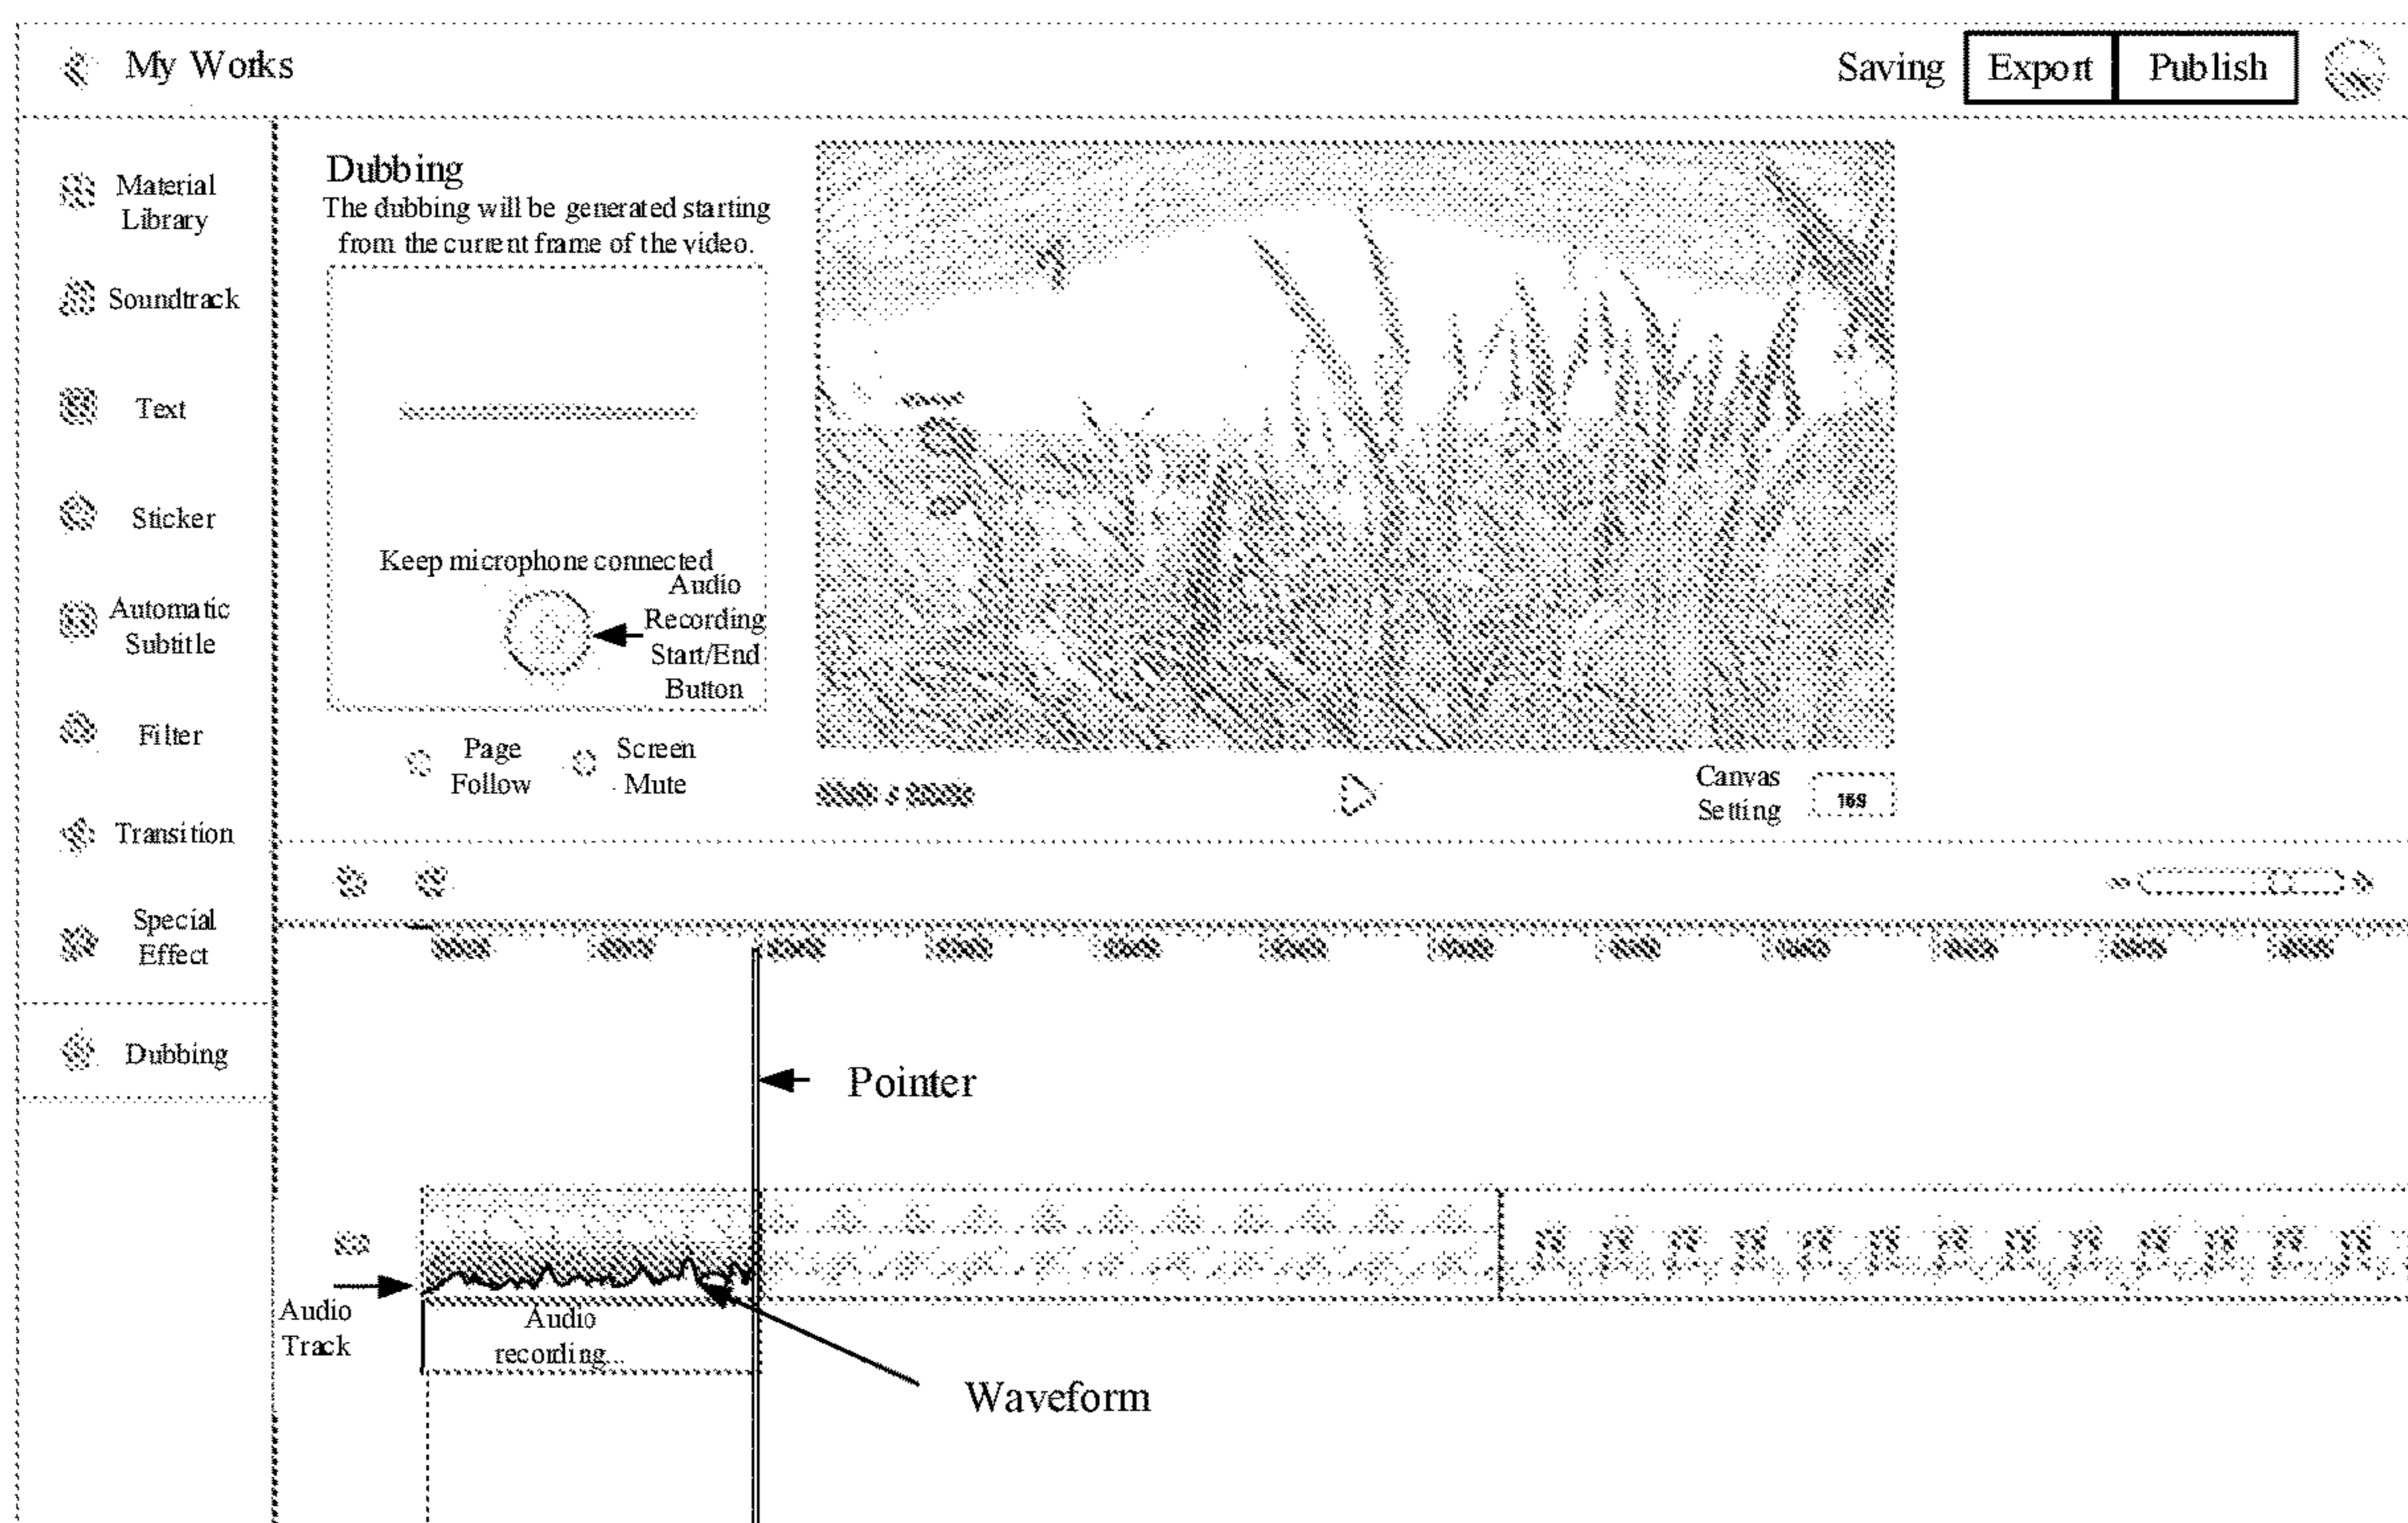 My Works
Saving
Export
Publish
Material
Library
Soundtrack
Text
Sticker
Automatic
Subtitle
Filter
Transition
Special
Effect
Dubbing
Dubbing
The dubbing will be generated starting
from the current frame of the video.
Keep microphone connected
Audio
Recording
Start/End
Button
Page
Follow
Screen
Mute
Canvas
Setting
Pointer
Audio
Track
Audio
recording...
Waveform